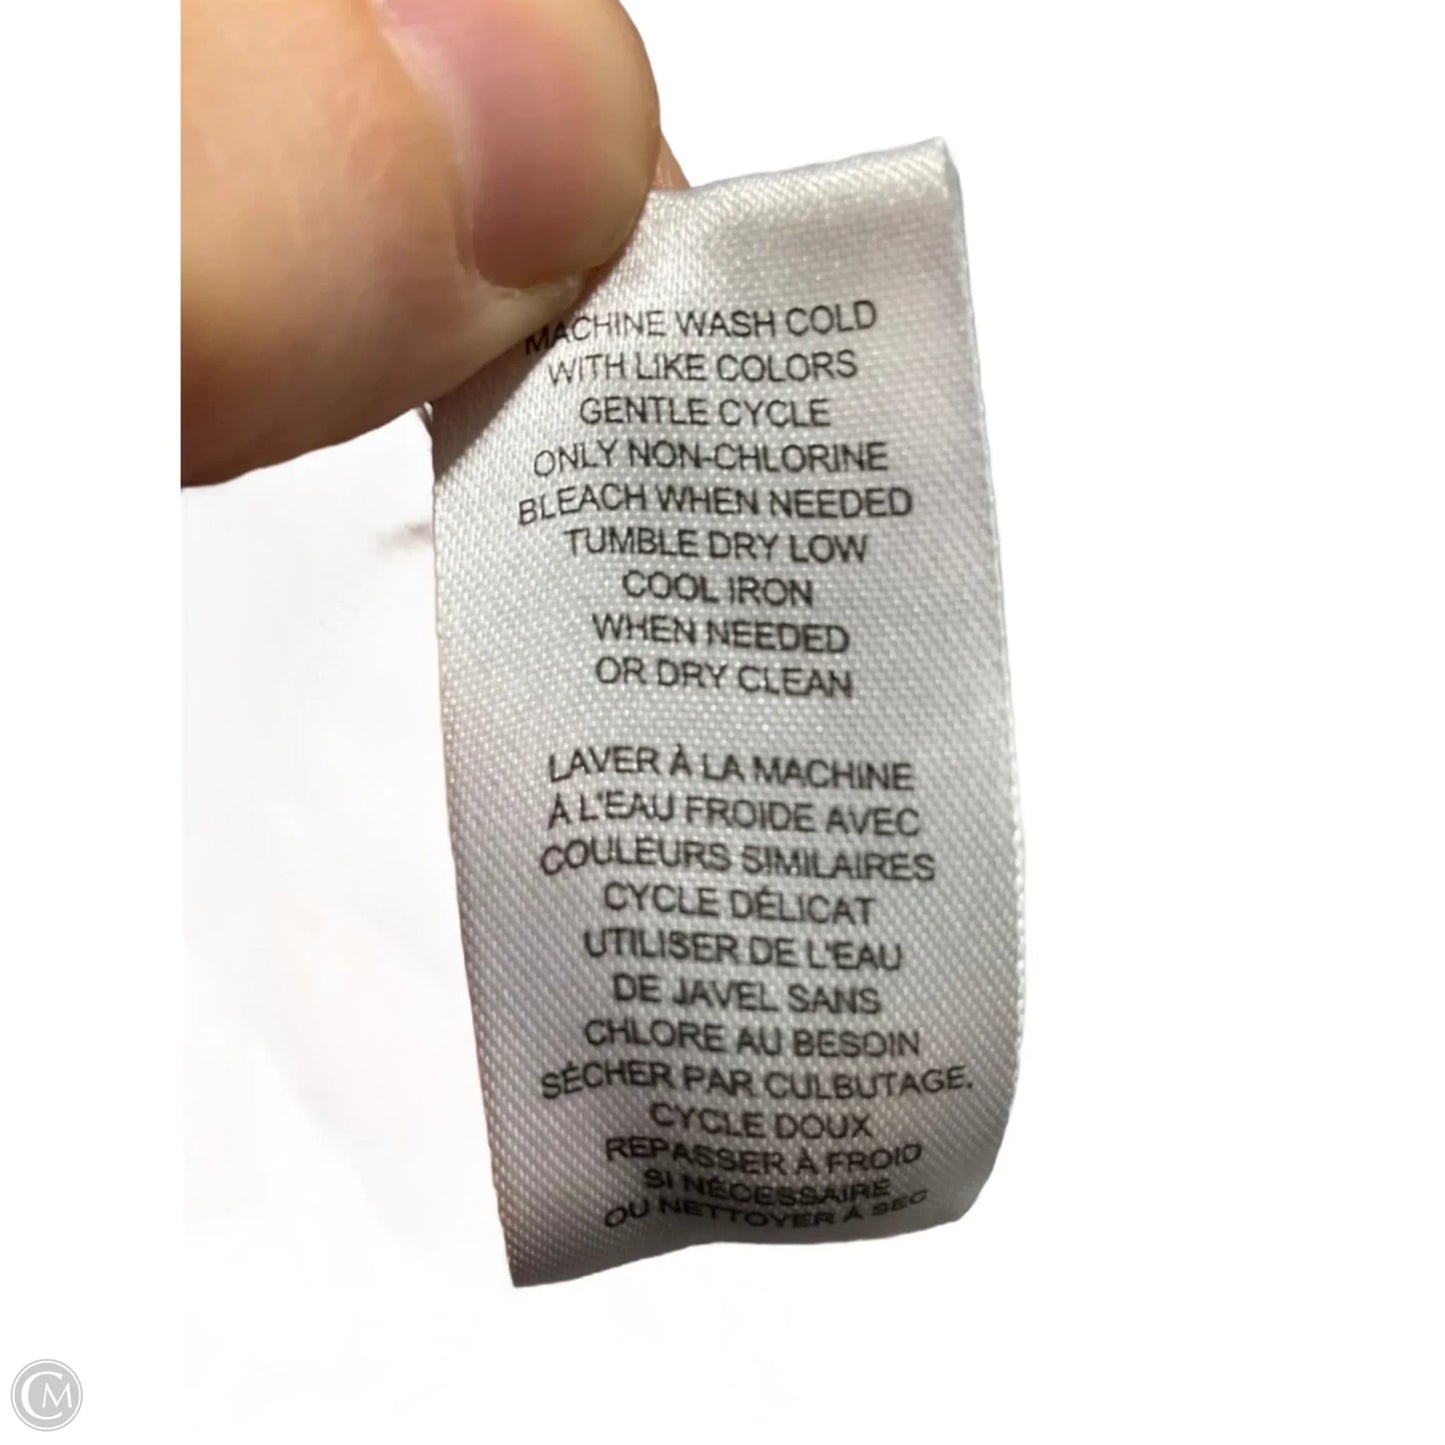 MACHINE WASH COLD
WITH LIKE COLORS
GENTLE CYCLE
ONLY NON-CHLORINE
BLEACH WHEN NEEDED
TUMBLE DRY LOW
COOL IRON
WHEN NEEDED
OR DRY CLEAN
LAVER À LA MACHINE
À L'EAU FROIDE AVEC
COULEURS SIMILAIRES
CYCLE DÉLICAT
UTILISER DE L'EAU
DE JAVEL SANS
CHLORE AU BESOIN
SÉCHER PAR CULBUTAGE,
CYCLE DOUX
REPASSER À FROID
SI NÉCESSAIRE
OU NETTOYER À SEC
CM